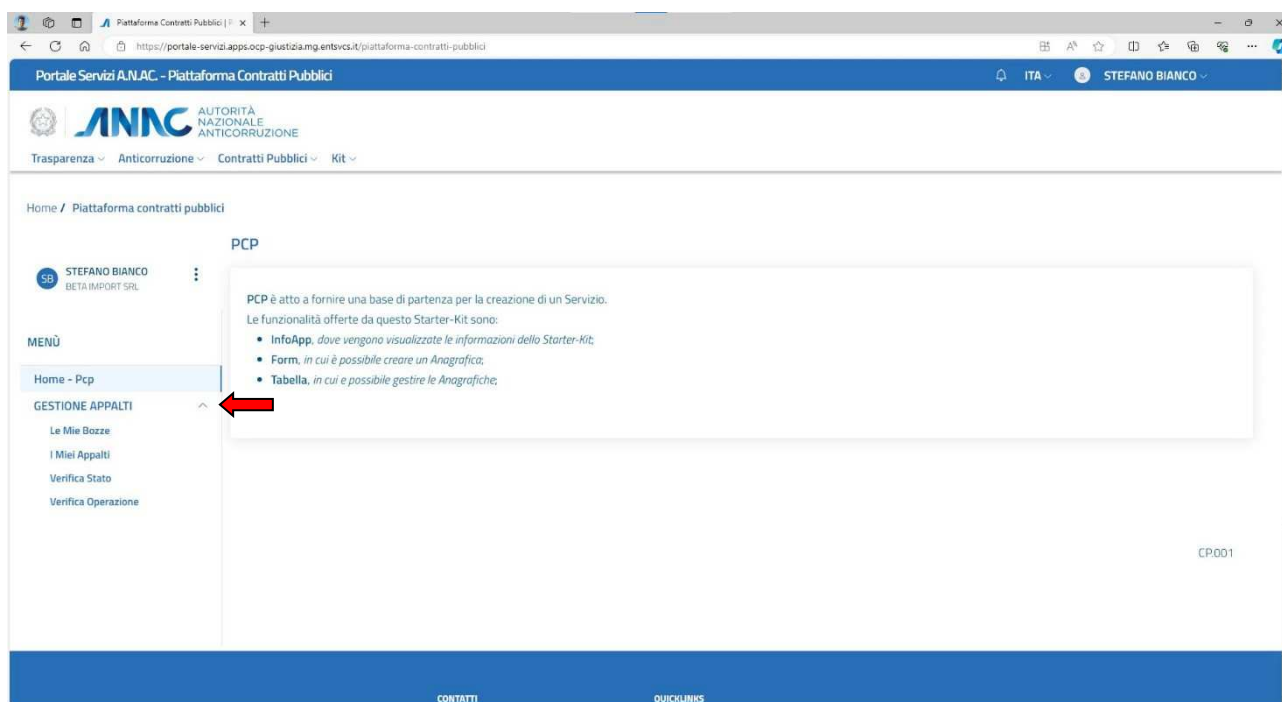 Piattaforma Contratti Pubblici | P
https://portale-servizi.apps.ocp-giustizia.mg.entsvcs.it/piattaforma-contratti-pubblici
Portale Servizi A.N.AC. - Piattaforma Contratti Pubblici
ITA
STEFANO BIANCO
ANAC
AUTORITÀ
NAZIONALE
ANTICORRUZIONE
Trasparenza Anticorruzione Contratti Pubblici Kit
Home / Piattaforma contratti pubblici
PCP
SB
STEFANO BIANCO
BETA IMPORT SRL
PCP è atto a fornire una base di partenza per la creazione di un Servizio.
Le funzionalità offerte da questo Starter-Kit sono:
• InfoApp, dove vengono visualizzate le informazioni dello Starter-Kit;
• Form, in cui è possibile creare un Anagrafica;
• Tabella, in cui e possibile gestire le Anagrafiche;
MENÙ
Home - Pcp
GESTIONE APPALTI
Le Mie Bozze
I Miei Appalti
Verifica Stato
Verifica Operazione
CP.001
CONTATTI
QUICKLINKS